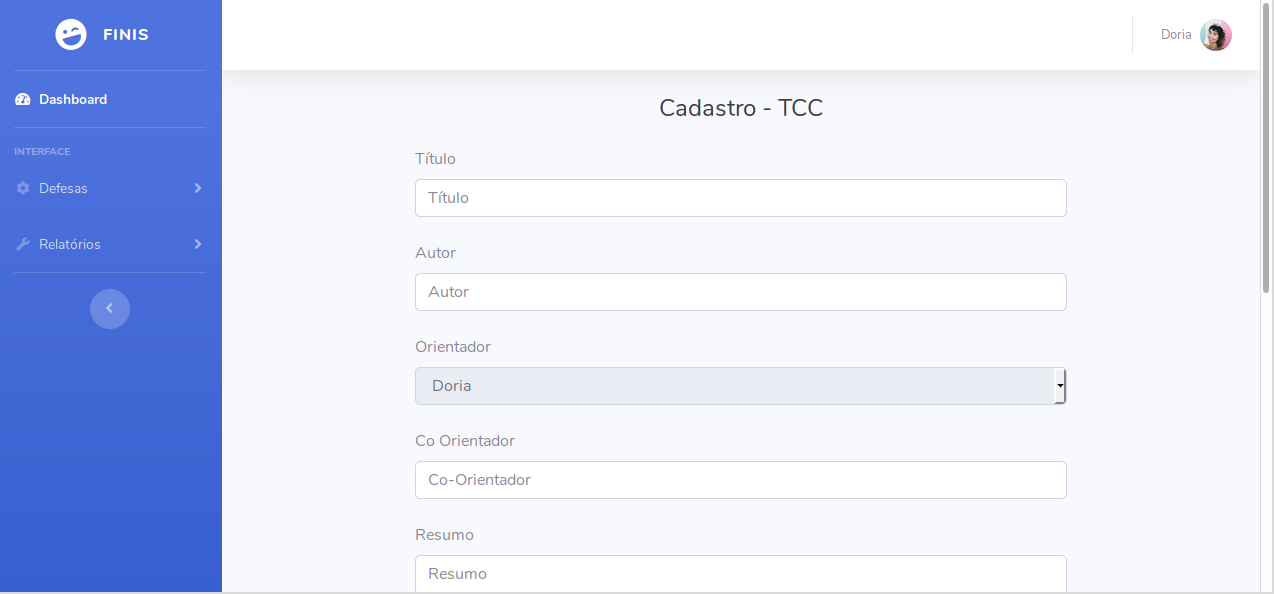 FINIS
Doria
Dashboard
INTERFACE
Defesas
Relatórios
Cadastro - TCC
Título
Título
Autor
Autor
Orientador
Doria
Co Orientador
Co-Orientador
Resumo
Resumo